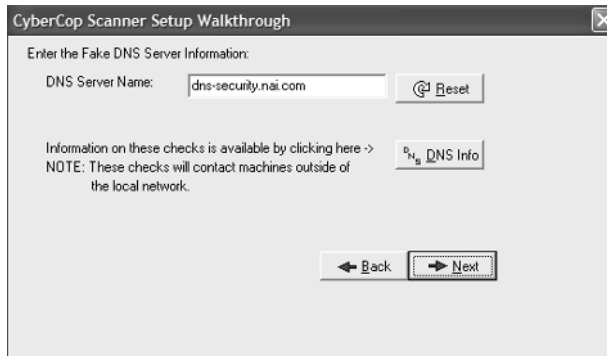 CyberCop Scanner Setup Walkthrough
Enter the Fake DNS Server Information:
DNS Server Name:
dns-security.nai.com
Reset
Information on these checks is available by clicking here ->
DNS DNS Info
NOTE: These checks will contact machines outside of
the local network.
Back
Next